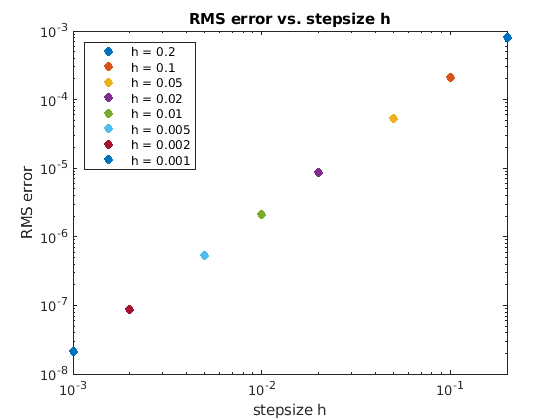 RMS error vs. stepsize h
10^-3
10^-4
10^-5
10^-6
10^-7
10^-8
RMS error
h = 0.2
h = 0.1
h = 0.05
h = 0.02
h = 0.01
h = 0.005
h = 0.002
h = 0.001
10^-3
10^-2
10^-1
stepsize h